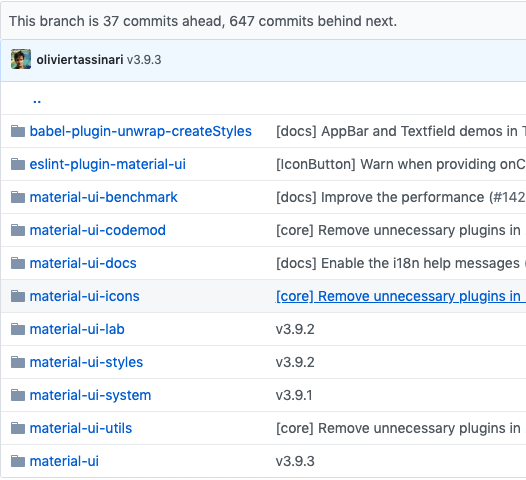 This branch is 37 commits ahead, 647 commits behind next.
oliviertassinari v3.9.3
..
babel-plugin-unwrap-createStyles [docs] AppBar and Textfield demos in
eslint-plugin-material-ui [IconButton] Warn when providing onC
material-ui-benchmark [docs] Improve the performance (#142
material-ui-codemod [core] Remove unnecessary plugins in
material-ui-docs [docs] Enable the i18n help messages (
material-ui-icons [core] Remove unnecessary plugins in
material-ui-lab v3.9.2
material-ui-styles v3.9.2
material-ui-system v3.9.1
material-ui-utils [core] Remove unnecessary plugins in
material-ui v3.9.3